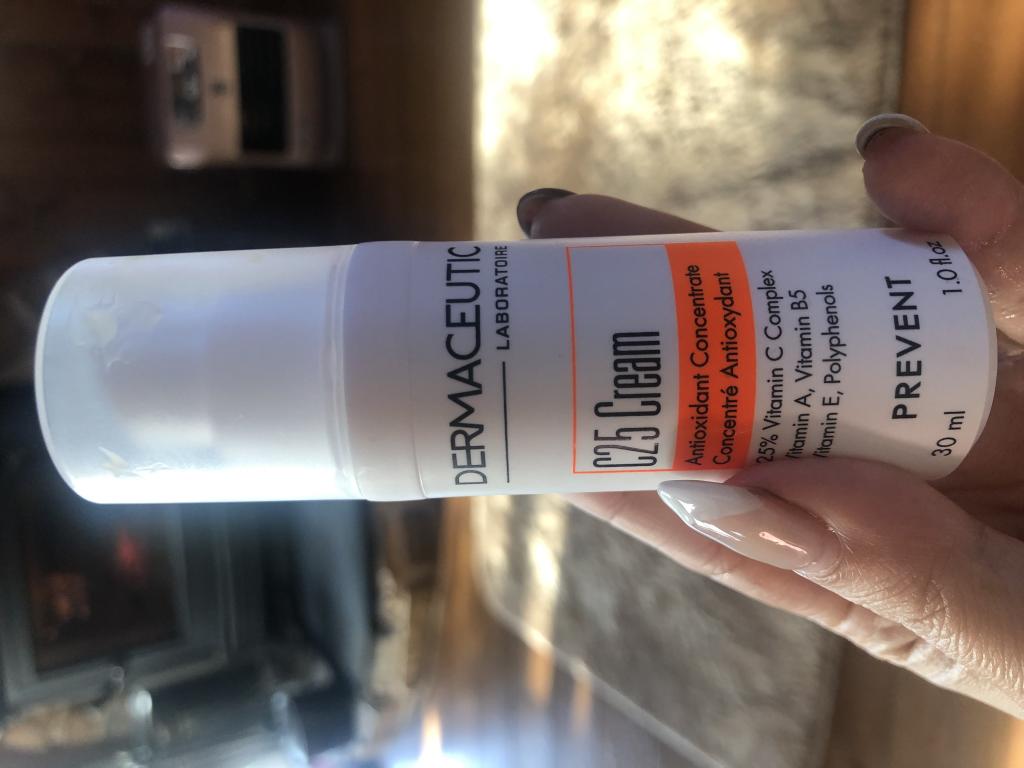 DERMACEUTIC
LABORATOIRE
C25 Cream
Antioxidant Concentrate
Concentré Antioxydant
25% Vitamin C Complex
Vitamin A, Vitamin B5
Vitamin E, Polyphenols
PREVENT
30 ml 1.0 fl.oz